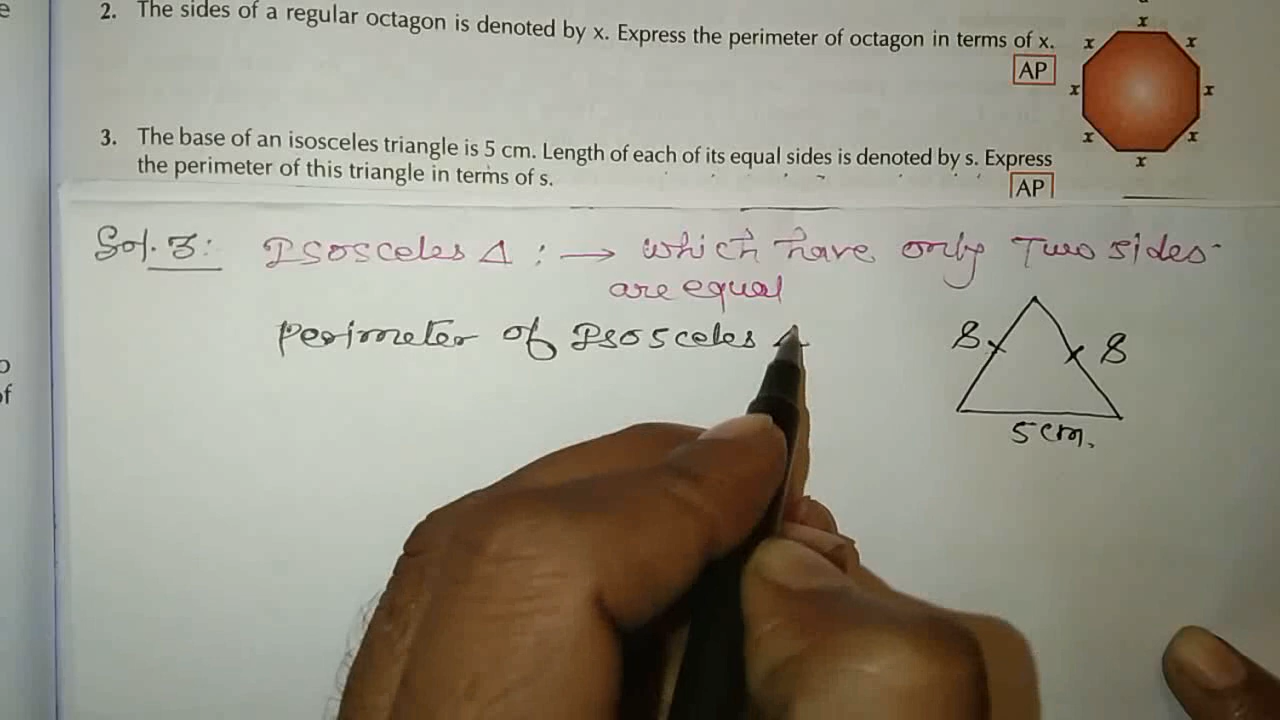 2. The sides of a regular octagon is denoted by x. Express the perimeter of octagon in terms of x.
AP
x
x
x
x
x
x
x
x
3. The base of an isosceles triangle is 5 cm. Length of each of its equal sides is denoted by s. Express
the perimeter of this triangle in terms of s.
AP
Sol. 3: Isosceles Δ : → which have only Two sides
are equal
Perimeter of Isosceles Δ
S
S
5 cm.
of